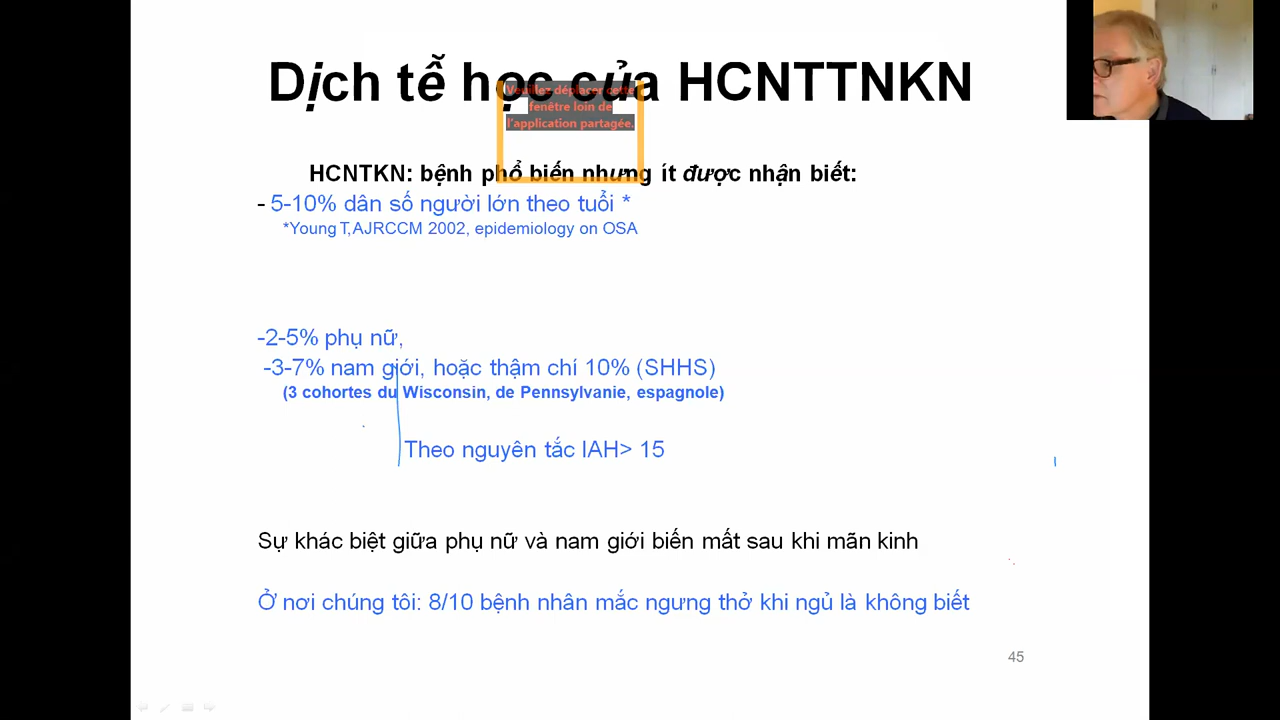 Dịch tễ học của HCNTTNKN
Veuillez déplacer cette
fenêtre loin de
l'application partagée.
HCNTKN: bệnh phổ biến nhưng ít được nhận biết:
- 5-10% dân số người lớn theo tuổi *
*Young T,AJRCCM 2002, epidemiology on OSA
-2-5% phụ nữ,
-3-7% nam giới, hoặc thậm chí 10% (SHHS)
(3 cohortes du Wisconsin, de Pennsylvanie, espagnole)
Theo nguyên tắc IAH> 15
Sự khác biệt giữa phụ nữ và nam giới biến mất sau khi mãn kinh
Ở nơi chúng tôi: 8/10 bệnh nhân mắc ngưng thở khi ngủ là không biết
45